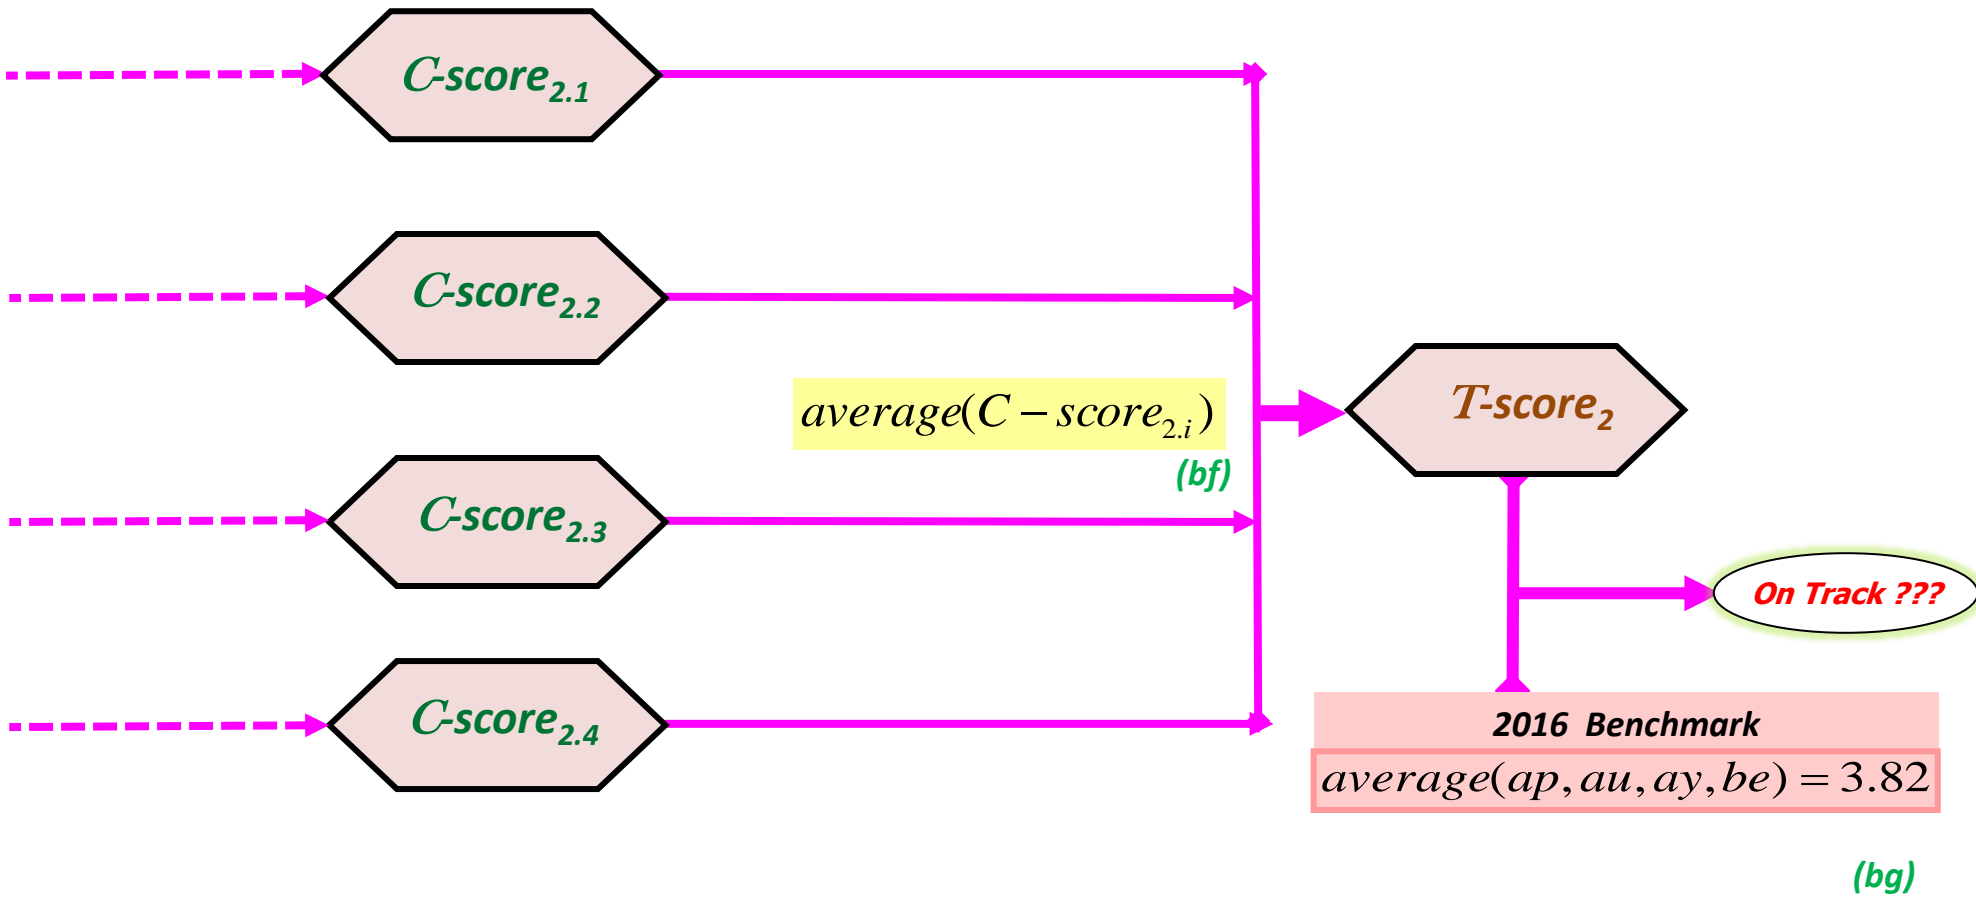 C-score2.1
C-score2.2
average(C − score2.i)
(bf)
T-score2
C-score2.3
On Track ???
C-score2.4
2016 Benchmark
average(ap, au, ay, be) = 3.82
(bg)